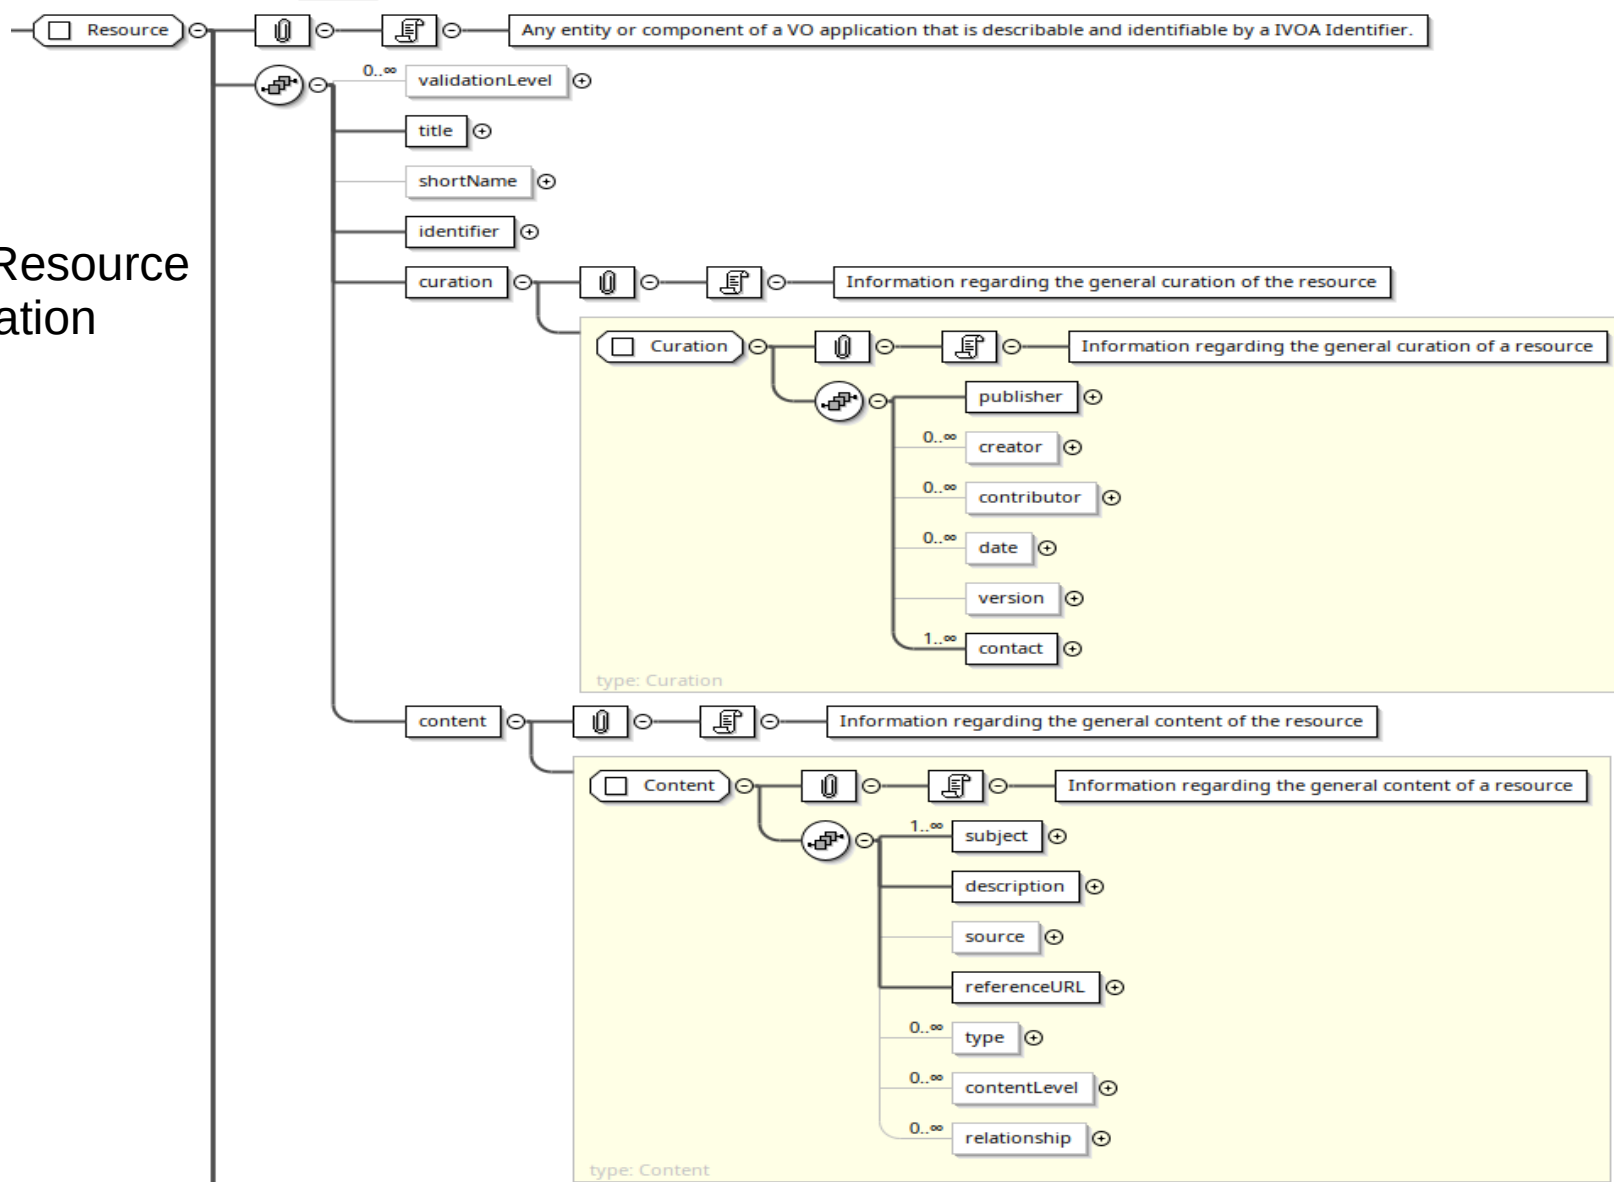 Resource
Any entity or component of a VO application that is describable and identifiable by a IVOA Identifier.
0..∞
validationLevel
title
shortName
identifier
Resource
ation
curation
Information regarding the general curation of the resource
Curation
Information regarding the general curation of a resource
publisher
0..∞
creator
0..∞
contributor
0..∞
date
version
1..∞
contact
type: Curation
content
Information regarding the general content of the resource
Content
Information regarding the general content of a resource
1..∞
subject
description
source
referenceURL
0..∞
type
0..∞
contentLevel
0..∞
relationship
type: Content